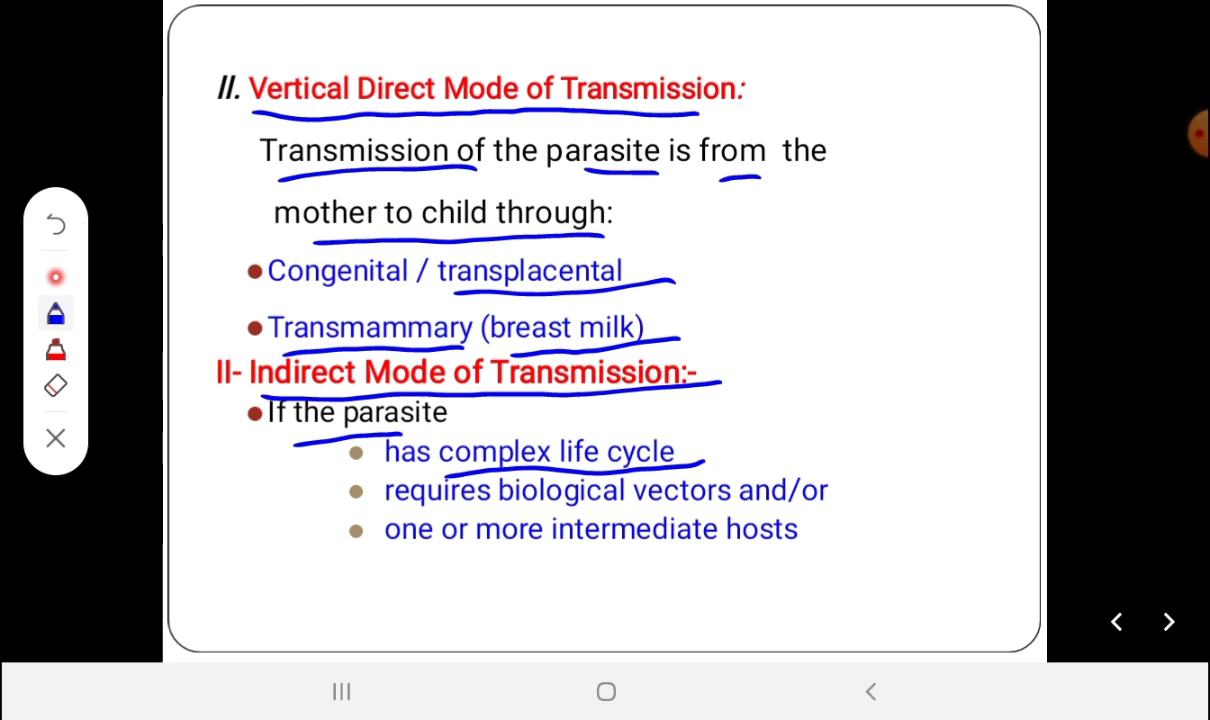 II. Vertical Direct Mode of Transmission:
Transmission of the parasite is from the
mother to child through:
Congenital / transplacental
Transmammary (breast milk)
II- Indirect Mode of Transmission:-
If the parasite
has complex life cycle
requires biological vectors and/or
one or more intermediate hosts